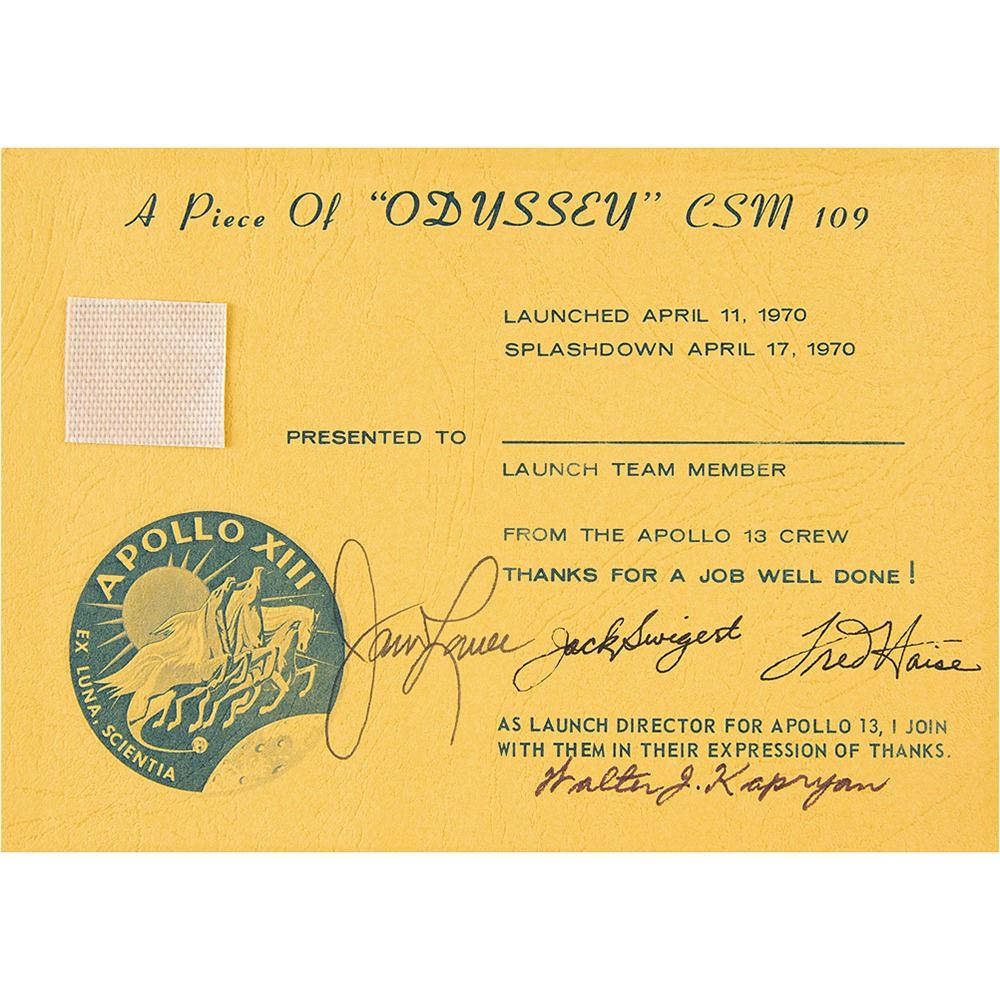 A Piece Of "ODYSSEY" CSM 109
LAUNCHED APRIL 11, 1970
SPLASHDOWN APRIL 17, 1970
PRESENTED TO
LAUNCH TEAM MEMBER
FROM THE APOLLO 13 CREW
THANKS FOR A JOB WELL DONE!
APOLLO XIII
EX LUNA, SCIENTIA
Jack Swigert
Fred Haise
AS LAUNCH DIRECTOR FOR APOLLO 13, I JOIN
WITH THEM IN THEIR EXPRESSION OF THANKS.
Walter J. Kapryan